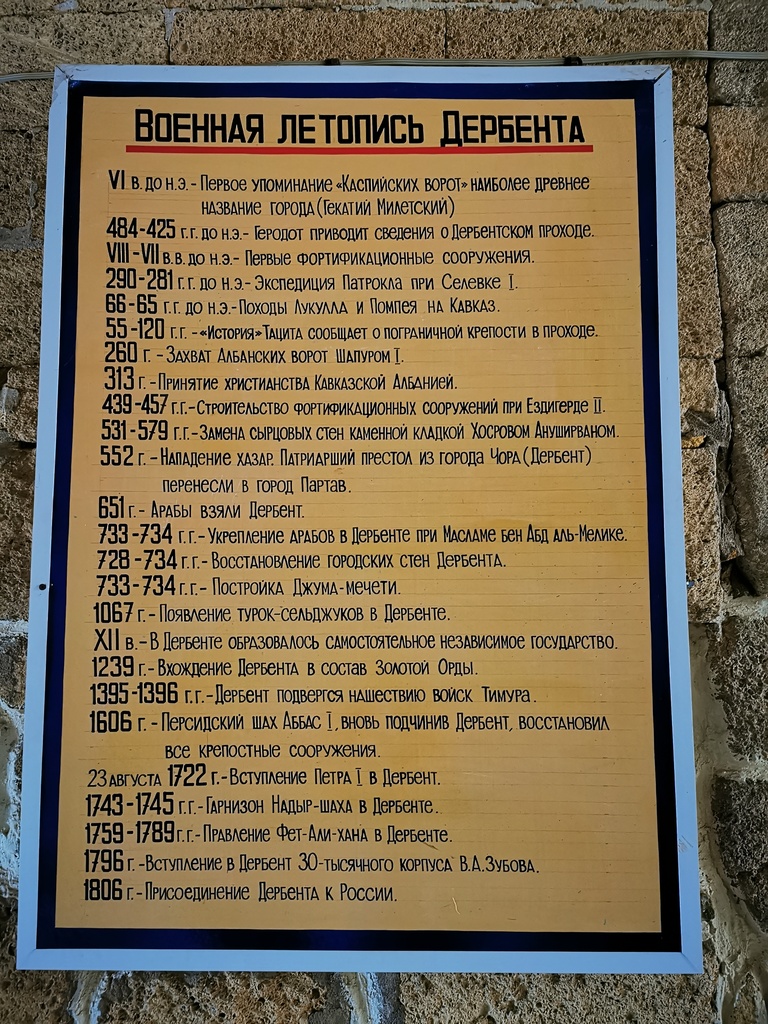 Военная летопись Дербента
VI в. до н.э. - Первое упоминание «Каспийских ворот» наиболее древнее
название города (Гекатий Милетский)
484-425 г.г. до н.э. - Геродот приводит сведения о Дербентском проходе.
VIII-VII в.в. до н.э. - Первые фортификационные сооружения.
290-281 г.г. до н.э. - Экспедиция Патрокла при Селевке I.
66-65 г.г. до н.э. - Походы Лукулла и Помпея на Кавказ.
55-120 г.г. - «История» Тацита сообщает о пограничной крепости в проходе.
260 г. - Захват Албанских ворот Шапуром I.
313 г. - Принятие христианства Кавказской Албанией.
439-457 г.г. - Строительство фортификационных сооружений при Ездигерде II.
531-579 г.г. - Замена сырцовых стен каменной кладкой Хосровом Ануширваном.
552 г. - Нападение хазар. Патриарший престол из города Чора (Дербент)
перенесли в город Партав.
651 г. - Арабы взяли Дербент.
733-734 г.г. - Укрепление арабов в Дербенте при Масламе бен Абд аль-Мелике.
728-734 г.г. - Восстановление городских стен Дербента.
733-734 г.г. - Постройка Джума-мечети.
1067 г. - Появление турок-сельджуков в Дербенте.
XII в. - В Дербенте образовалось самостоятельное независимое государство.
1239 г. - Вхождение Дербента в состав Золотой Орды.
1395-1396 г.г. - Дербент подвергся нашествию войск Тимура.
1606 г. - Персидский шах Аббас I, вновь подчинив Дербент, восстановил
все крепостные сооружения.
23 августа 1722 г. - Вступление Петра I в Дербент.
1743-1745 г.г. - Гарнизон Надыр-шаха в Дербенте.
1759-1789 г.г. - Правление Фет-Али-хана в Дербенте.
1796 г. - Вступление в Дербент 30-тысячного корпуса В.А.Зубова.
1806 г. - Присоединение Дербента к России.